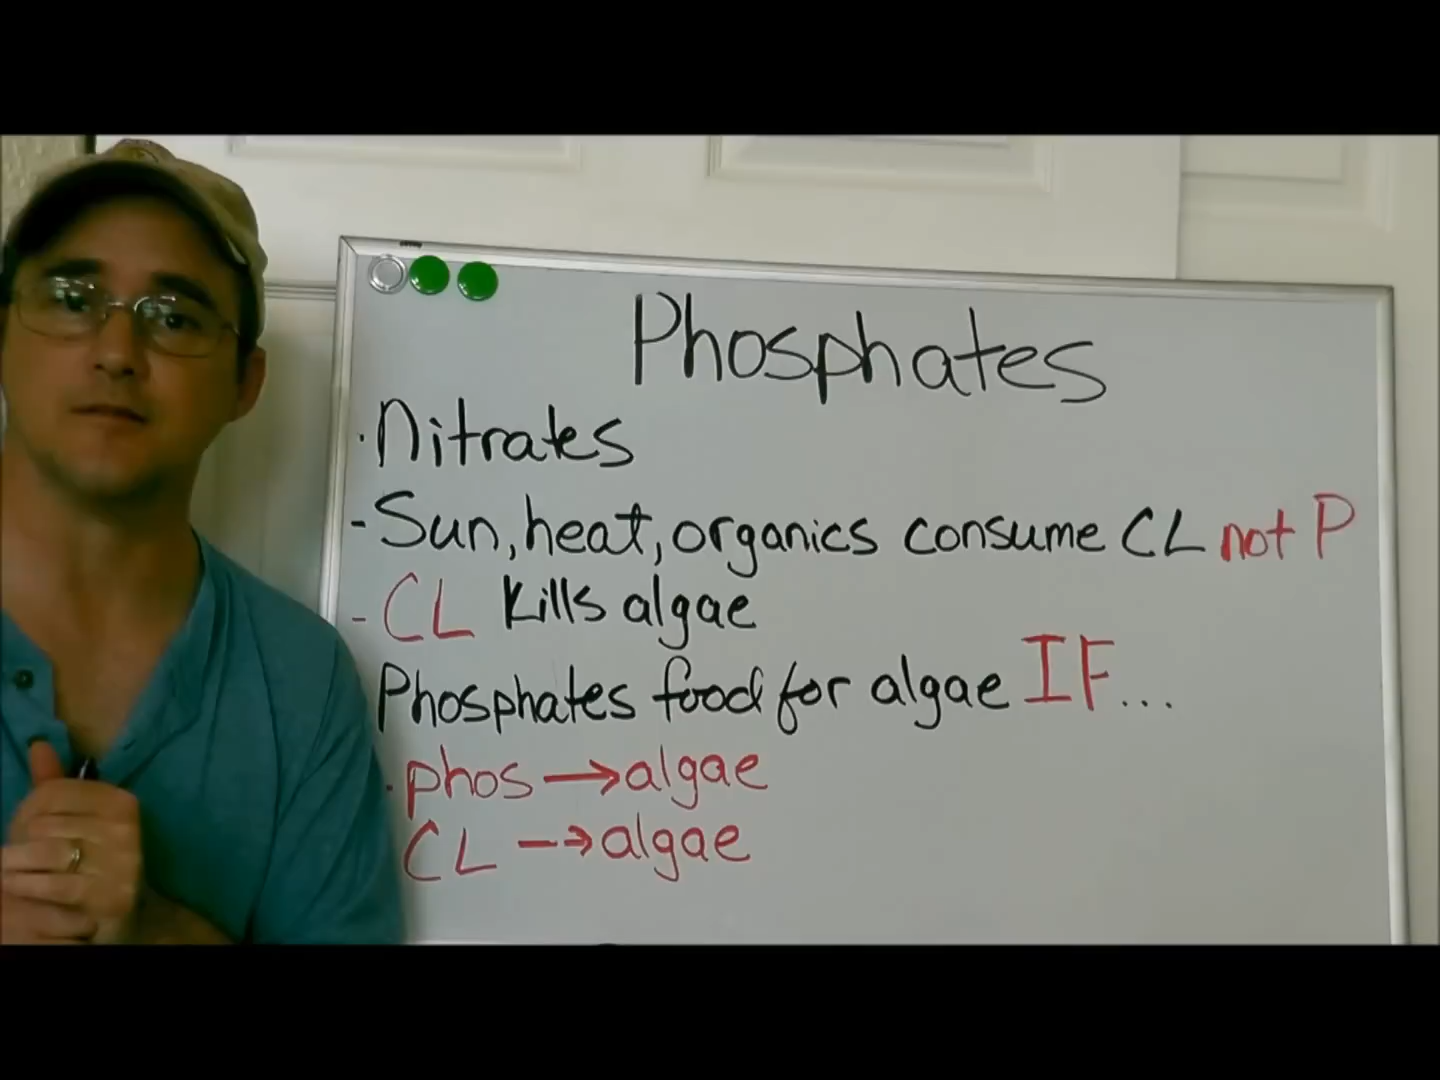 Phosphates
·Nitrates
-Sun, heat, organics consume CL not P
-CL kills algae
Phosphates food for algae IF...
·phos → algae
CL --→ algae